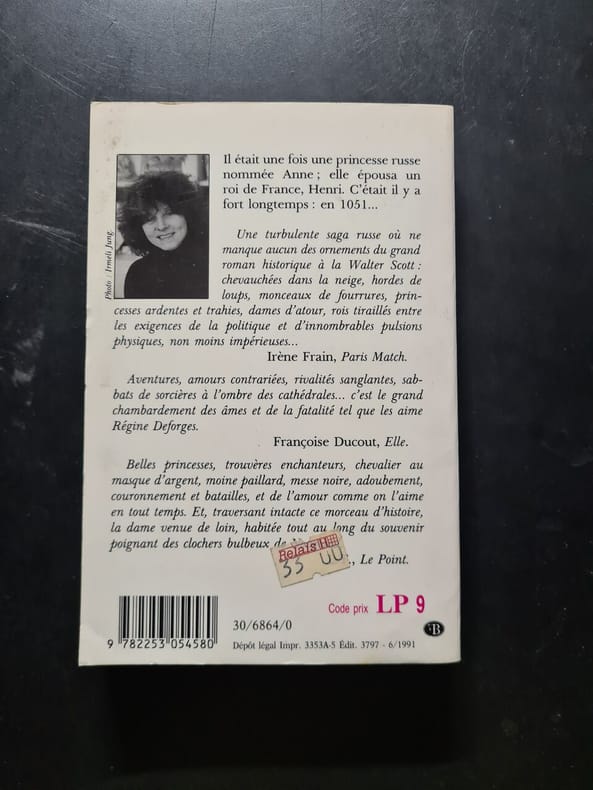 Il était une fois une princesse russe
nommée Anne ; elle épousa un
roi de France, Henri. C'était il y a
fort longtemps : en 1051...
Photo : Irmeli Jung.
Une turbulente saga russe où ne
manque aucun des ornements du grand
roman historique à la Walter Scott :
chevauchées dans la neige, hordes de
loups, monceaux de fourrures, prin-
cesses ardentes et trahies, dames d'atour, rois tiraillés entre
les exigences de la politique et d'innombrables pulsions
physiques, non moins impérieuses...
Irène Frain, Paris Match.
Aventures, amours contrariées, rivalités sanglantes, sab-
bats de sorcières à l'ombre des cathédrales... c'est le grand
chambardement des âmes et de la fatalité tel que les aime
Régine Deforges.
Françoise Ducout, Elle.
Belles princesses, trouvères enchanteurs, chevalier au
masque d'argent, moine paillard, messe noire, adoubement,
couronnement et batailles, et de l'amour comme on l'aime
en tout temps. Et, traversant intacte ce morceau d'histoire,
la dame venue de loin, habitée tout au long du souvenir
poignant des clochers bulbeux de
Relais H
33 00
., Le Point.
Code prix LP 9
30/6864/0
B
9 782253 054580
Dépôt légal Impr. 3353A-5 Édit. 3797 - 6/1991